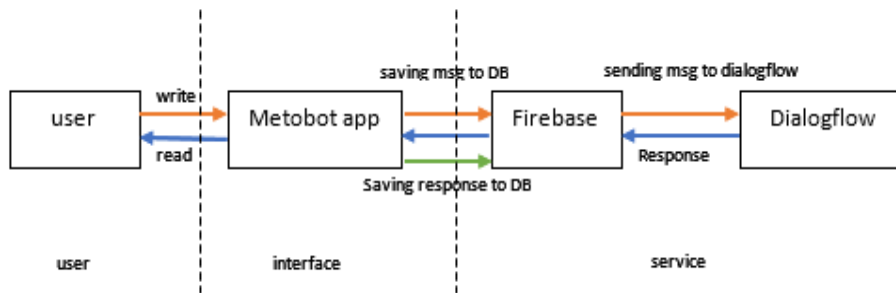 saving msg to DB
sending msg to dialogflow
write
user
Metobot app
Firebase
Dialogflow
read
Response
Saving response to DB
user
interface
service